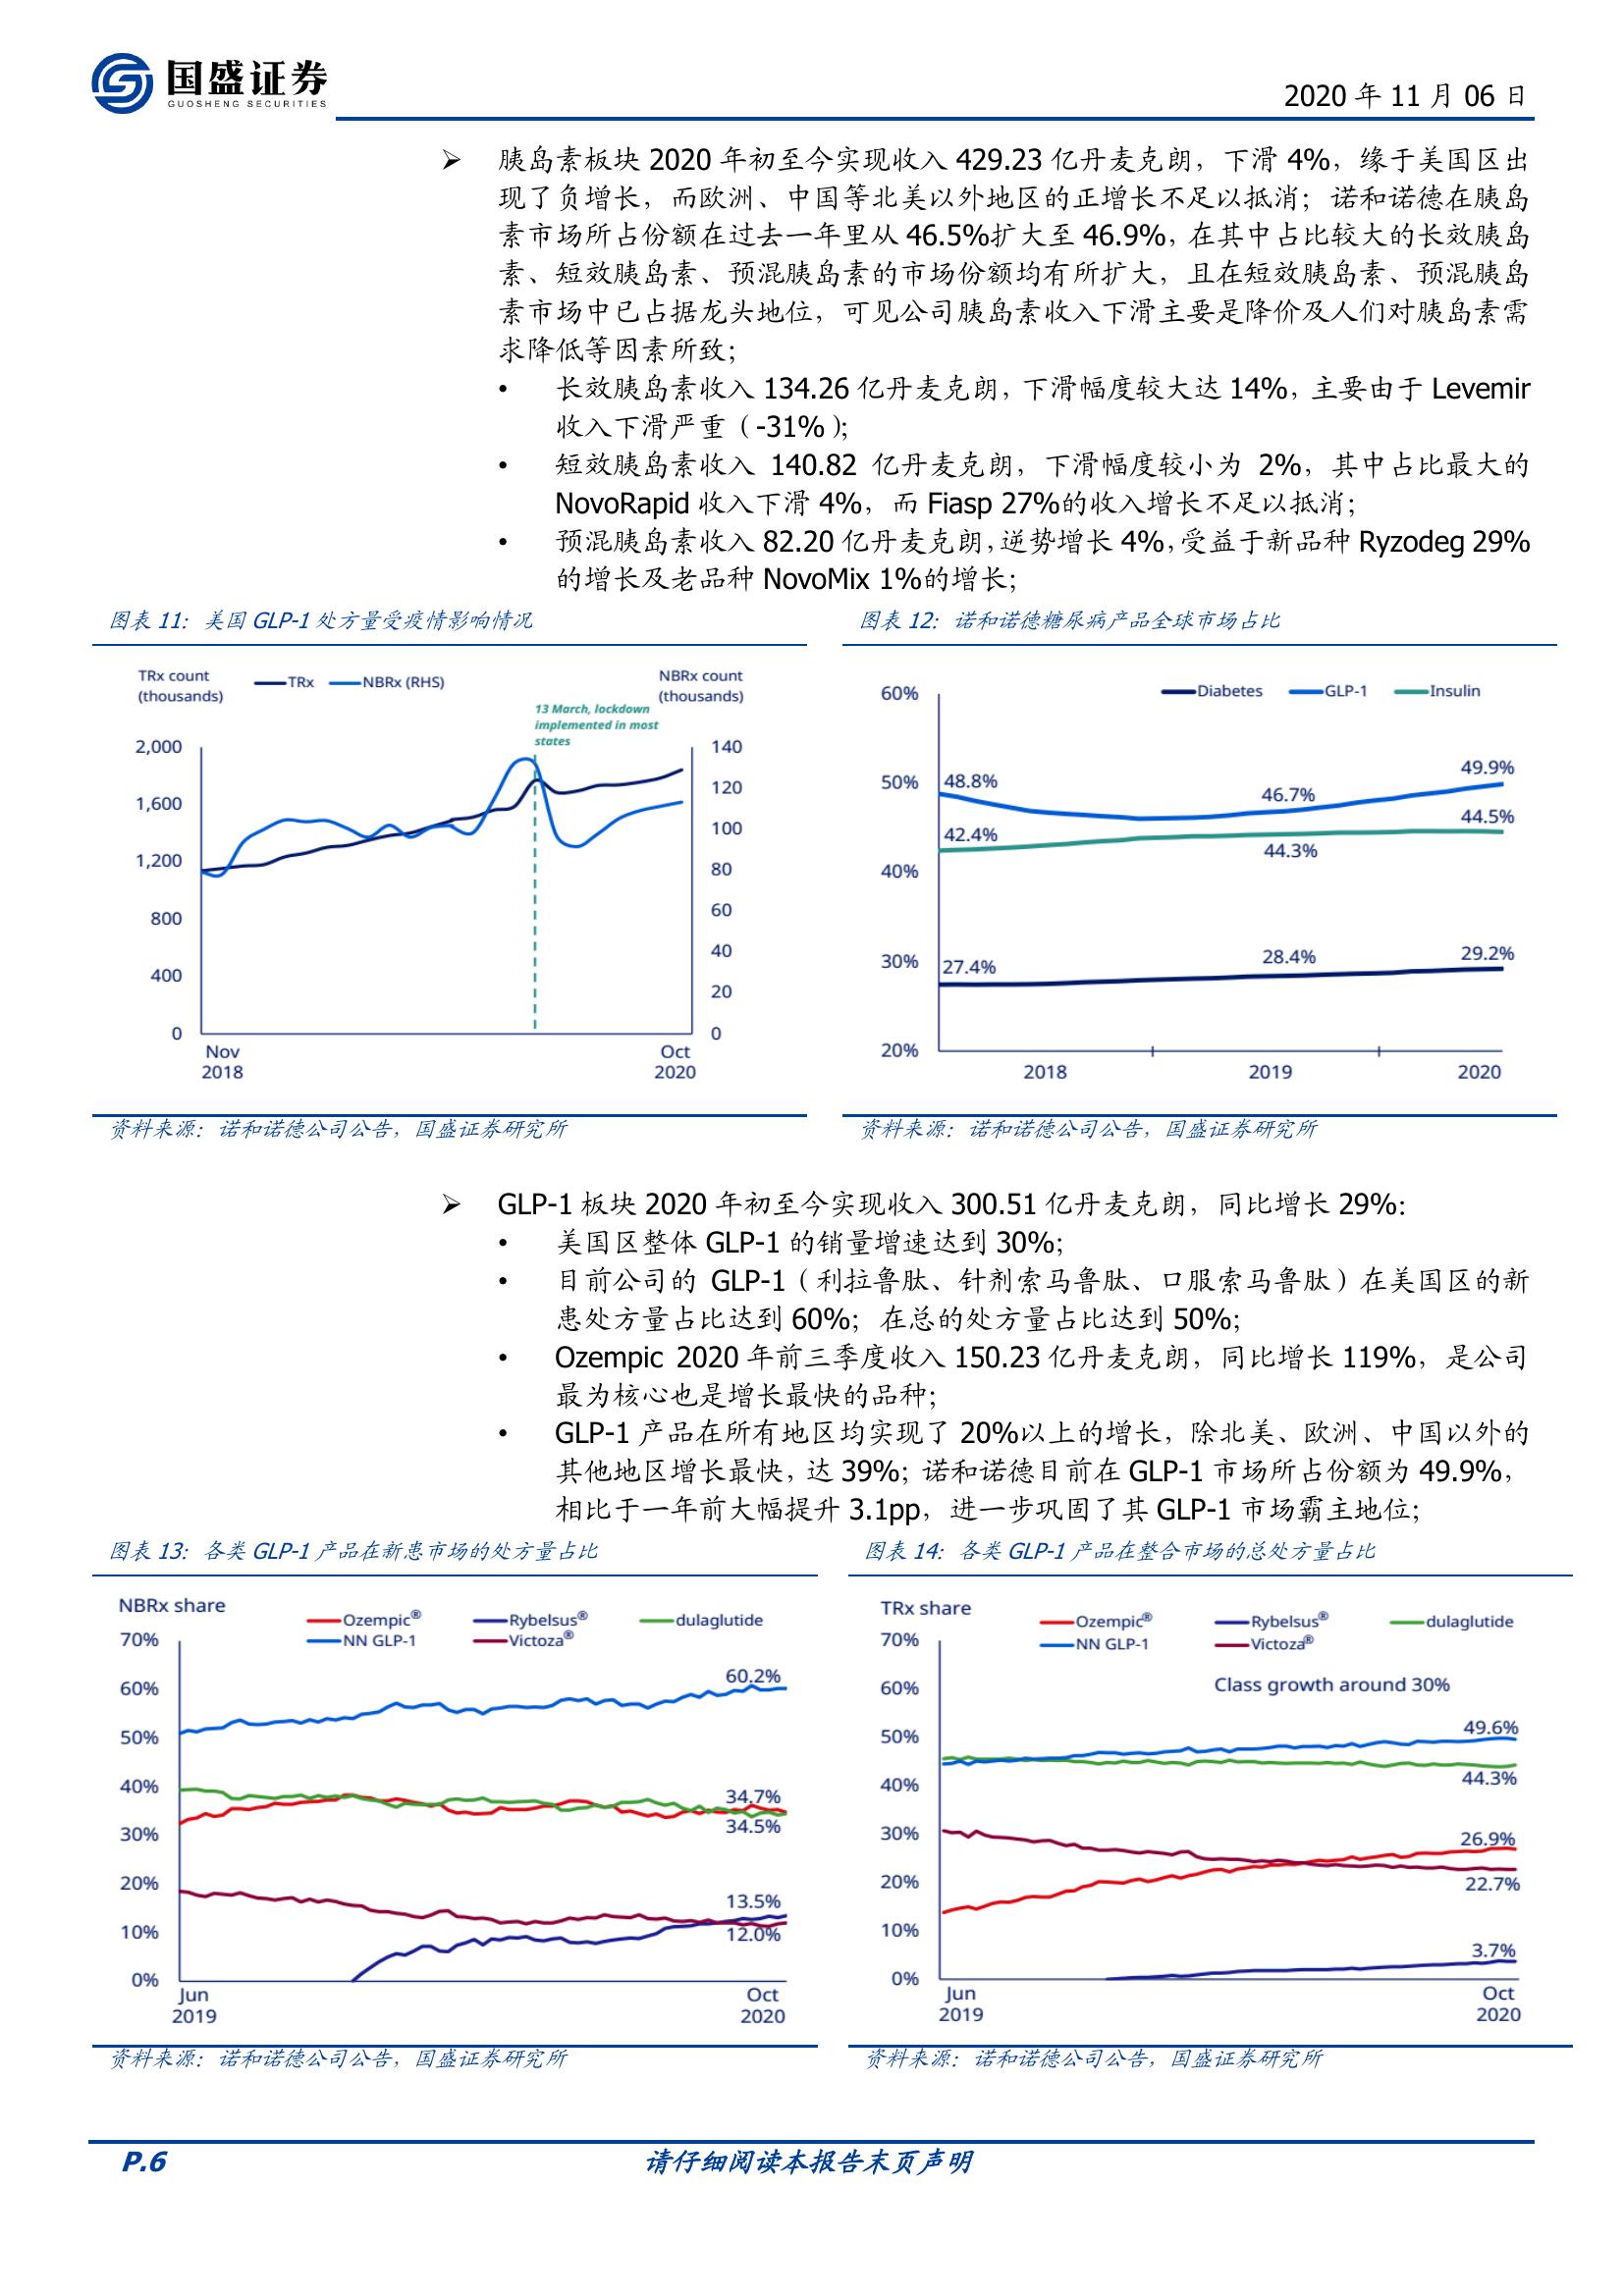 国盛证券
GUOSHENG SECURITIES
2020 年 11 月 06 日
➢ 胰岛素板块 2020 年初至今实现收入 429.23 亿丹麦克朗，下滑 4%，缘于美国区出
现了负增长，而欧洲、中国等北美以外地区的正增长不足以抵消；诺和诺德在胰岛
素市场所占份额在过去一年里从 46.5%扩大至 46.9%，在其中占比较大的长效胰岛
素、短效胰岛素、预混胰岛素的市场份额均有所扩大，且在短效胰岛素、预混胰岛
素市场中已占据龙头地位，可见公司胰岛素收入下滑主要是降价及人们对胰岛素需
求降低等因素所致；
• 长效胰岛素收入 134.26 亿丹麦克朗，下滑幅度较大达 14%，主要由于 Levemir
收入下滑严重（-31%）；
• 短效胰岛素收入 140.82 亿丹麦克朗，下滑幅度较小为 2%，其中占比最大的
NovoRapid 收入下滑 4%，而 Fiasp 27%的收入增长不足以抵消；
• 预混胰岛素收入 82.20 亿丹麦克朗，逆势增长 4%，受益于新品种 Ryzodeg 29%
的增长及老品种 NovoMix 1%的增长；
图表 11：美国 GLP-1 处方量受疫情影响情况
TRx count
(thousands)
TRx
NBRx (RHS)
NBRx count
(thousands)
13 March, lockdown
implemented in most
states
2,000
1,600
1,200
800
400
0
140
120
100
80
60
40
20
0
Nov
2018
Oct
2020
资料来源：诺和诺德公司公告，国盛证券研究所
图表 12：诺和诺德糖尿病产品全球市场占比
Diabetes
GLP-1
Insulin
60%
50%
40%
30%
20%
48.8%
46.7%
49.9%
42.4%
44.3%
44.5%
27.4%
28.4%
29.2%
2018
2019
2020
资料来源：诺和诺德公司公告，国盛证券研究所
➢ GLP-1 板块 2020 年初至今实现收入 300.51 亿丹麦克朗，同比增长 29%：
• 美国区整体 GLP-1 的销量增速达到 30%；
• 目前公司的 GLP-1（利拉鲁肽、针剂索马鲁肽、口服索马鲁肽）在美国区的新
患处方量占比达到 60%；在总的处方量占比达到 50%；
• Ozempic 2020 年前三季度收入 150.23 亿丹麦克朗，同比增长 119%，是公司
最为核心也是增长最快的品种；
• GLP-1 产品在所有地区均实现了 20%以上的增长，除北美、欧洲、中国以外的
其他地区增长最快，达 39%；诺和诺德目前在 GLP-1 市场所占份额为 49.9%，
相比于一年前大幅提升 3.1pp，进一步巩固了其 GLP-1 市场霸主地位；
图表 13：各类 GLP-1 产品在新患市场的处方量占比
NBRx share
Ozempic®
Rybelsus®
dulaglutide
NN GLP-1
Victoza®
70%
60%
50%
40%
30%
20%
10%
0%
60.2%
34.7%
34.5%
13.5%
12.0%
Jun
2019
Oct
2020
资料来源：诺和诺德公司公告，国盛证券研究所
图表 14：各类 GLP-1 产品在整合市场的总处方量占比
TRx share
Ozempic®
Rybelsus®
dulaglutide
NN GLP-1
Victoza®
Class growth around 30%
70%
60%
50%
40%
30%
20%
10%
0%
49.6%
44.3%
26.9%
22.7%
3.7%
Jun
2019
Oct
2020
资料来源：诺和诺德公司公告，国盛证券研究所
P.6
请仔细阅读本报告末页声明